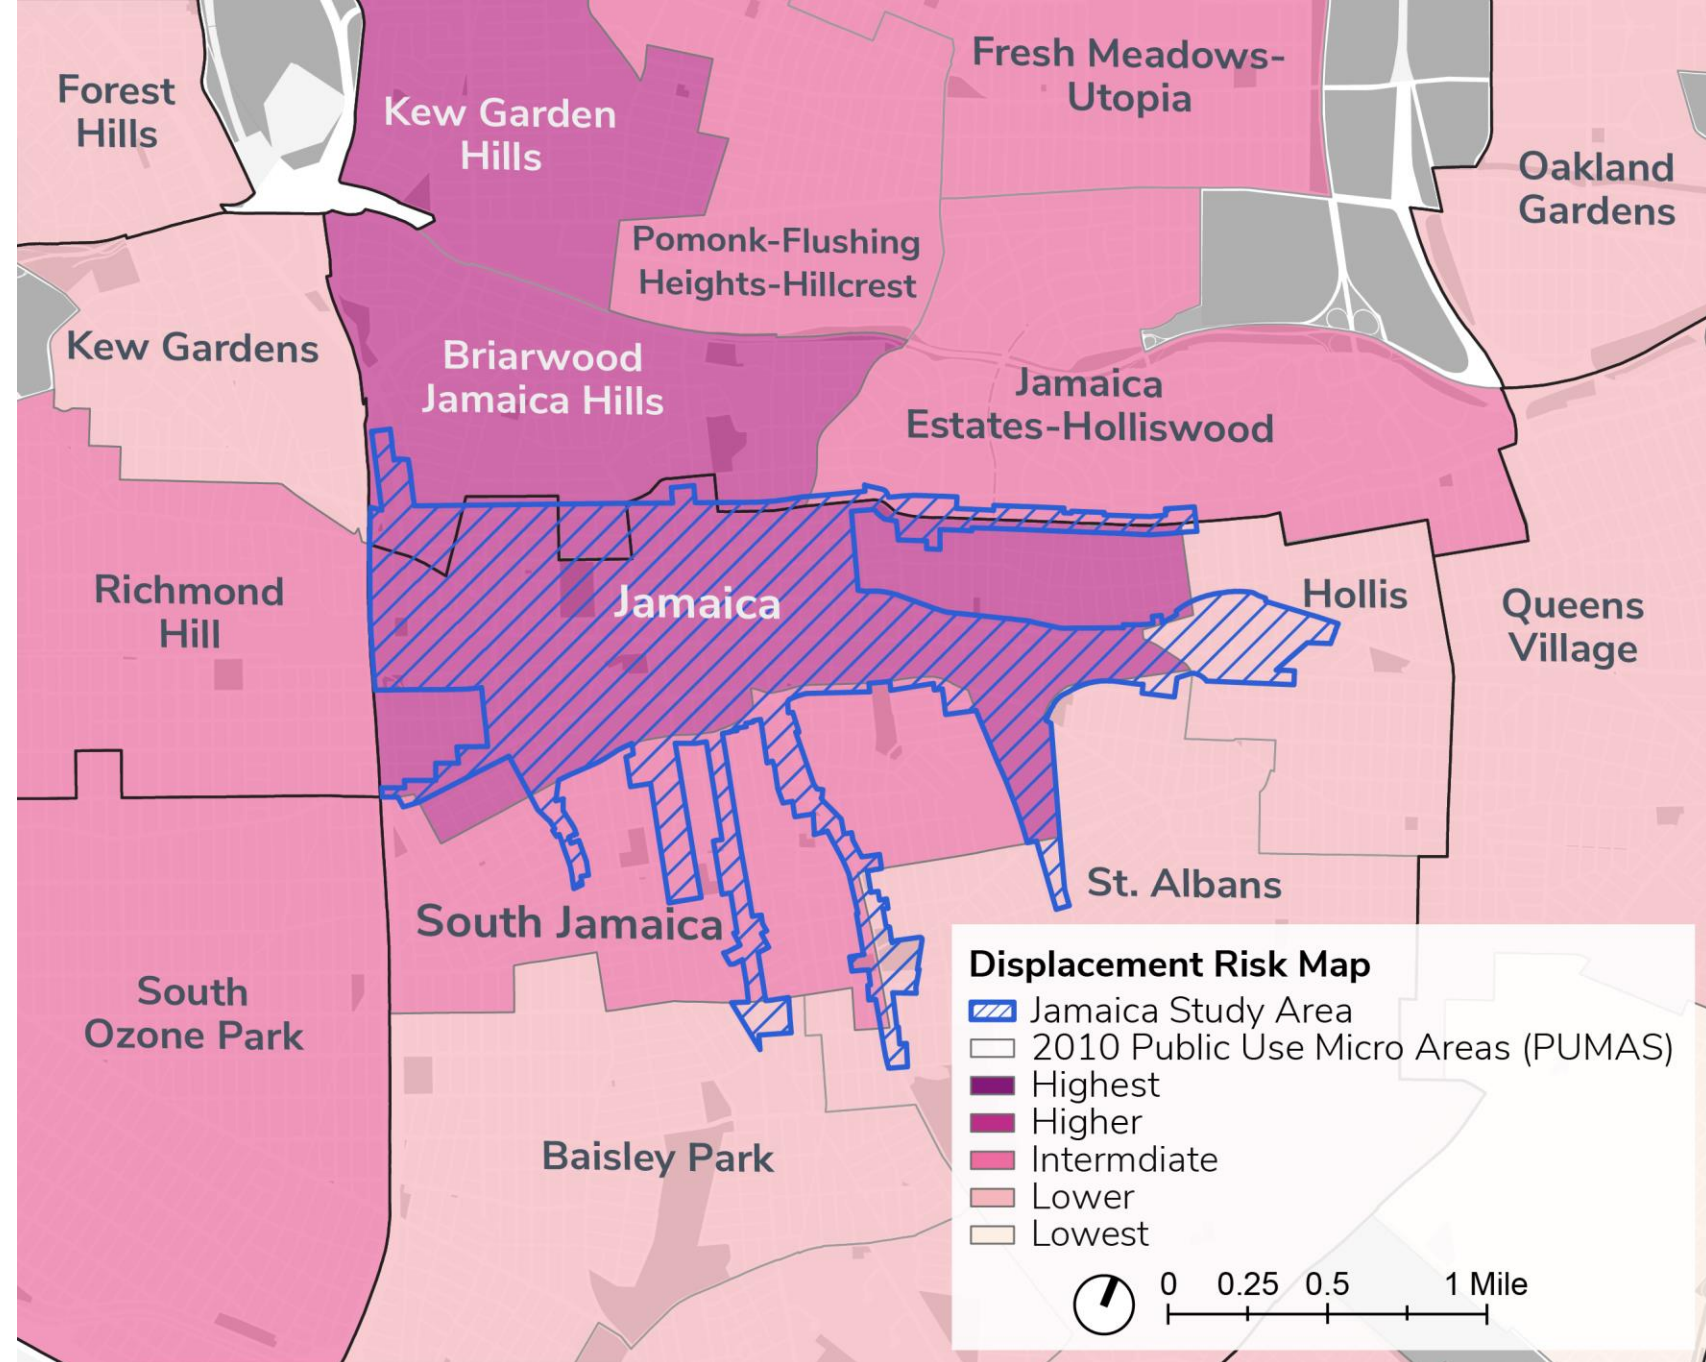 Forest
Hills
Kew Garden
Hills
Fresh Meadows-
Utopia
Oakland
Gardens
Pomonk-Flushing
Heights-Hillcrest
Kew Gardens
Briarwood
Jamaica Hills
Jamaica
Estates-Holliswood
Richmond
Hill
Jamaica
Hollis
Queens
Village
South Jamaica
St. Albans
South
Ozone Park
Baisley Park
Displacement Risk Map
Jamaica Study Area
2010 Public Use Micro Areas (PUMAS)
Highest
Higher
Intermdiate
Lower
Lowest
0 0.25 0.5 1 Mile